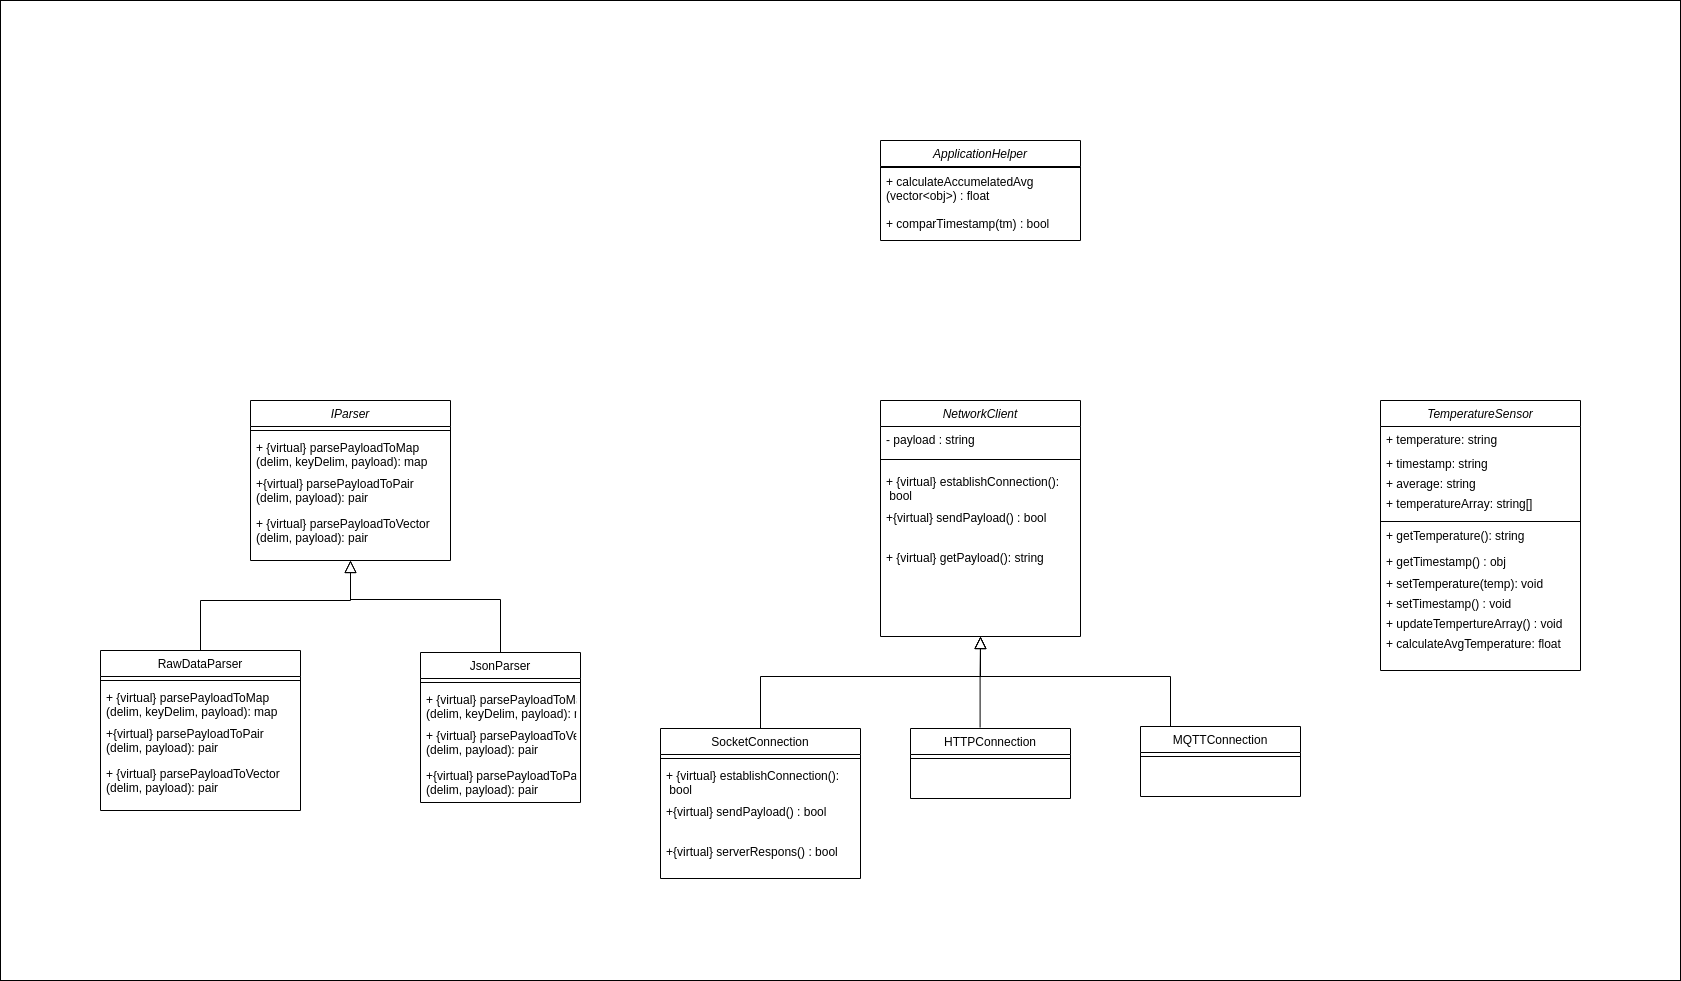 ApplicationHelper
+ calculateAccumelatedAvg
(vector<obj>) : float
+ comparTimestamp(tm) : bool
IParser
+ {virtual} parsePayloadToMap
(delim, keyDelim, payload): map
+{virtual} parsePayloadToPair
(delim, payload): pair
+ {virtual} parsePayloadToVector
(delim, payload): pair
NetworkClient
- payload : string
+ {virtual} establishConnection():
bool
+{virtual} sendPayload() : bool
+ {virtual} getPayload(): string
TemperatureSensor
+ temperature: string
+ timestamp: string
+ average: string
+ temperatureArray: string[]
+ getTemperature(): string
+ getTimestamp() : obj
+ setTemperature(temp): void
+ setTimestamp() : void
+ updateTempertureArray() : void
+ calculateAvgTemperature: float
RawDataParser
+ {virtual} parsePayloadToMap
(delim, keyDelim, payload): map
+{virtual} parsePayloadToPair
(delim, payload): pair
+ {virtual} parsePayloadToVector
(delim, payload): pair
JsonParser
+ {virtual} parsePayloadToM
(delim, keyDelim, payload):
+ {virtual} parsePayloadToVe
(delim, payload): pair
+{virtual} parsePayloadToPa
(delim, payload): pair
SocketConnection
+ {virtual} establishConnection():
bool
+{virtual} sendPayload() : bool
+{virtual} serverRespons() : bool
HTTPConnection
MQTTConnection